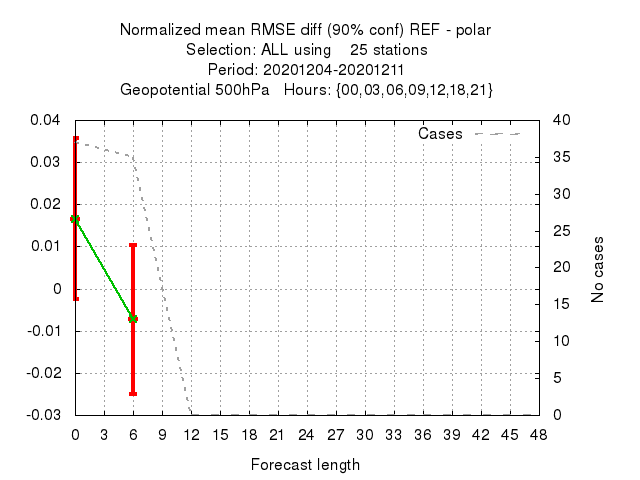 Normalized mean RMSE diff (90% conf) REF - polar
Selection: ALL using 25 stations
Period: 20201204-20201211
Geopotential 500hPa Hours: {00,03,06,09,12,18,21}
Cases
0.04
0.03
0.02
0.01
0
-0.01
-0.02
-0.03
40
35
30
25
20
15
10
5
0
No cases
0 3 6 9 12 15 18 21 24 27 30 33 36 39 42 45 48
Forecast length